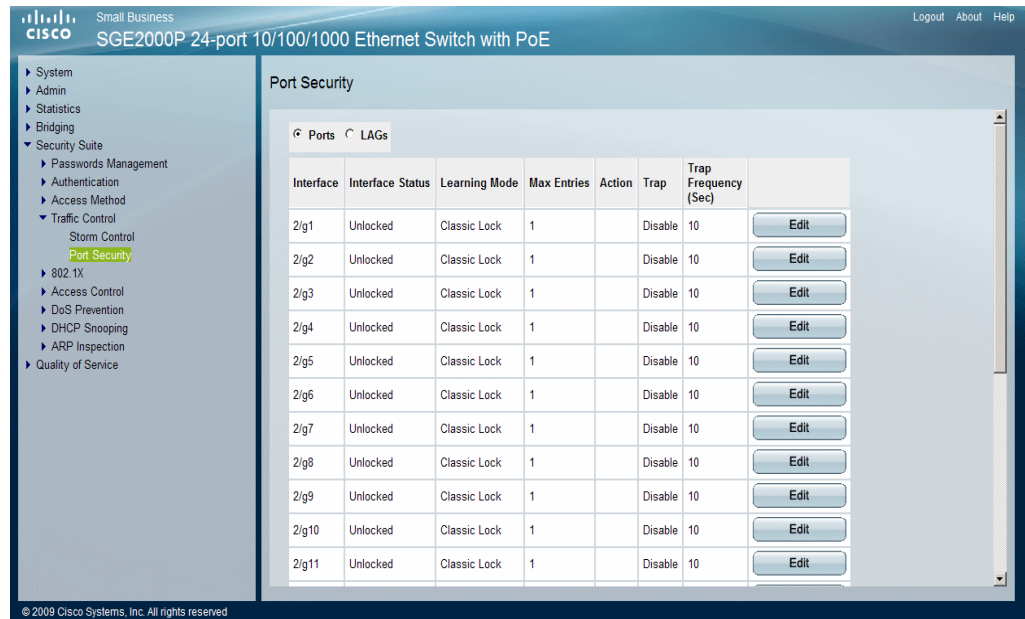 CISCO
Small Business
SGE2000P 24-port 10/100/1000 Ethernet Switch with PoE
Logout About Help
System
Admin
Statistics
Bridging
Security Suite
Passwords Management
Authentication
Access Method
Traffic Control
Storm Control
Port Security
802.1X
Access Control
DoS Prevention
DHCP Snooping
ARP Inspection
Quality of Service
Port Security
Ports LAGs
Interface Interface Status Learning Mode Max Entries Action Trap Trap Frequency (Sec)
2/g1 Unlocked Classic Lock 1 Disable 10 Edit
2/g2 Unlocked Classic Lock 1 Disable 10 Edit
2/g3 Unlocked Classic Lock 1 Disable 10 Edit
2/g4 Unlocked Classic Lock 1 Disable 10 Edit
2/g5 Unlocked Classic Lock 1 Disable 10 Edit
2/g6 Unlocked Classic Lock 1 Disable 10 Edit
2/g7 Unlocked Classic Lock 1 Disable 10 Edit
2/g8 Unlocked Classic Lock 1 Disable 10 Edit
2/g9 Unlocked Classic Lock 1 Disable 10 Edit
2/g10 Unlocked Classic Lock 1 Disable 10 Edit
2/g11 Unlocked Classic Lock 1 Disable 10 Edit
© 2009 Cisco Systems, Inc. All rights reserved